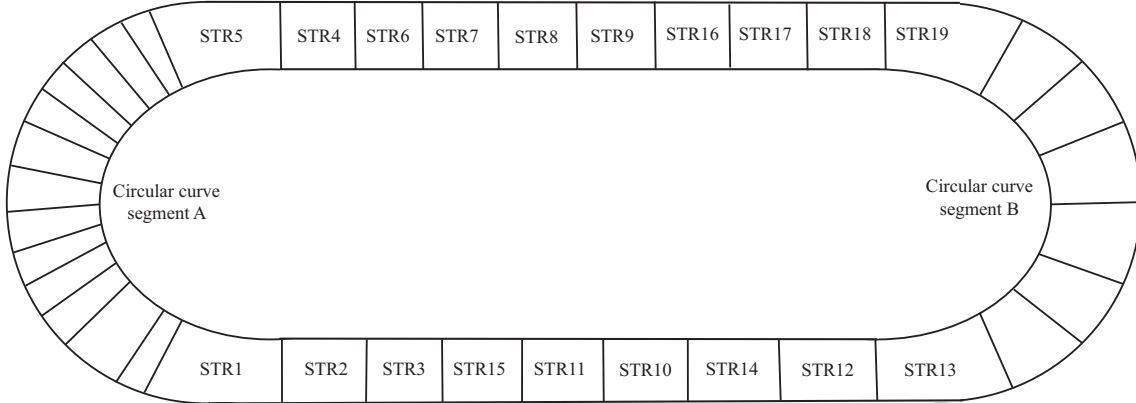 STR5 STR4 STR6 STR7 STR8 STR9 STR16 STR17 STR18 STR19
Circular curve
segment A
Circular curve
segment B
STR1 STR2 STR3 STR15 STR11 STR10 STR14 STR12 STR13